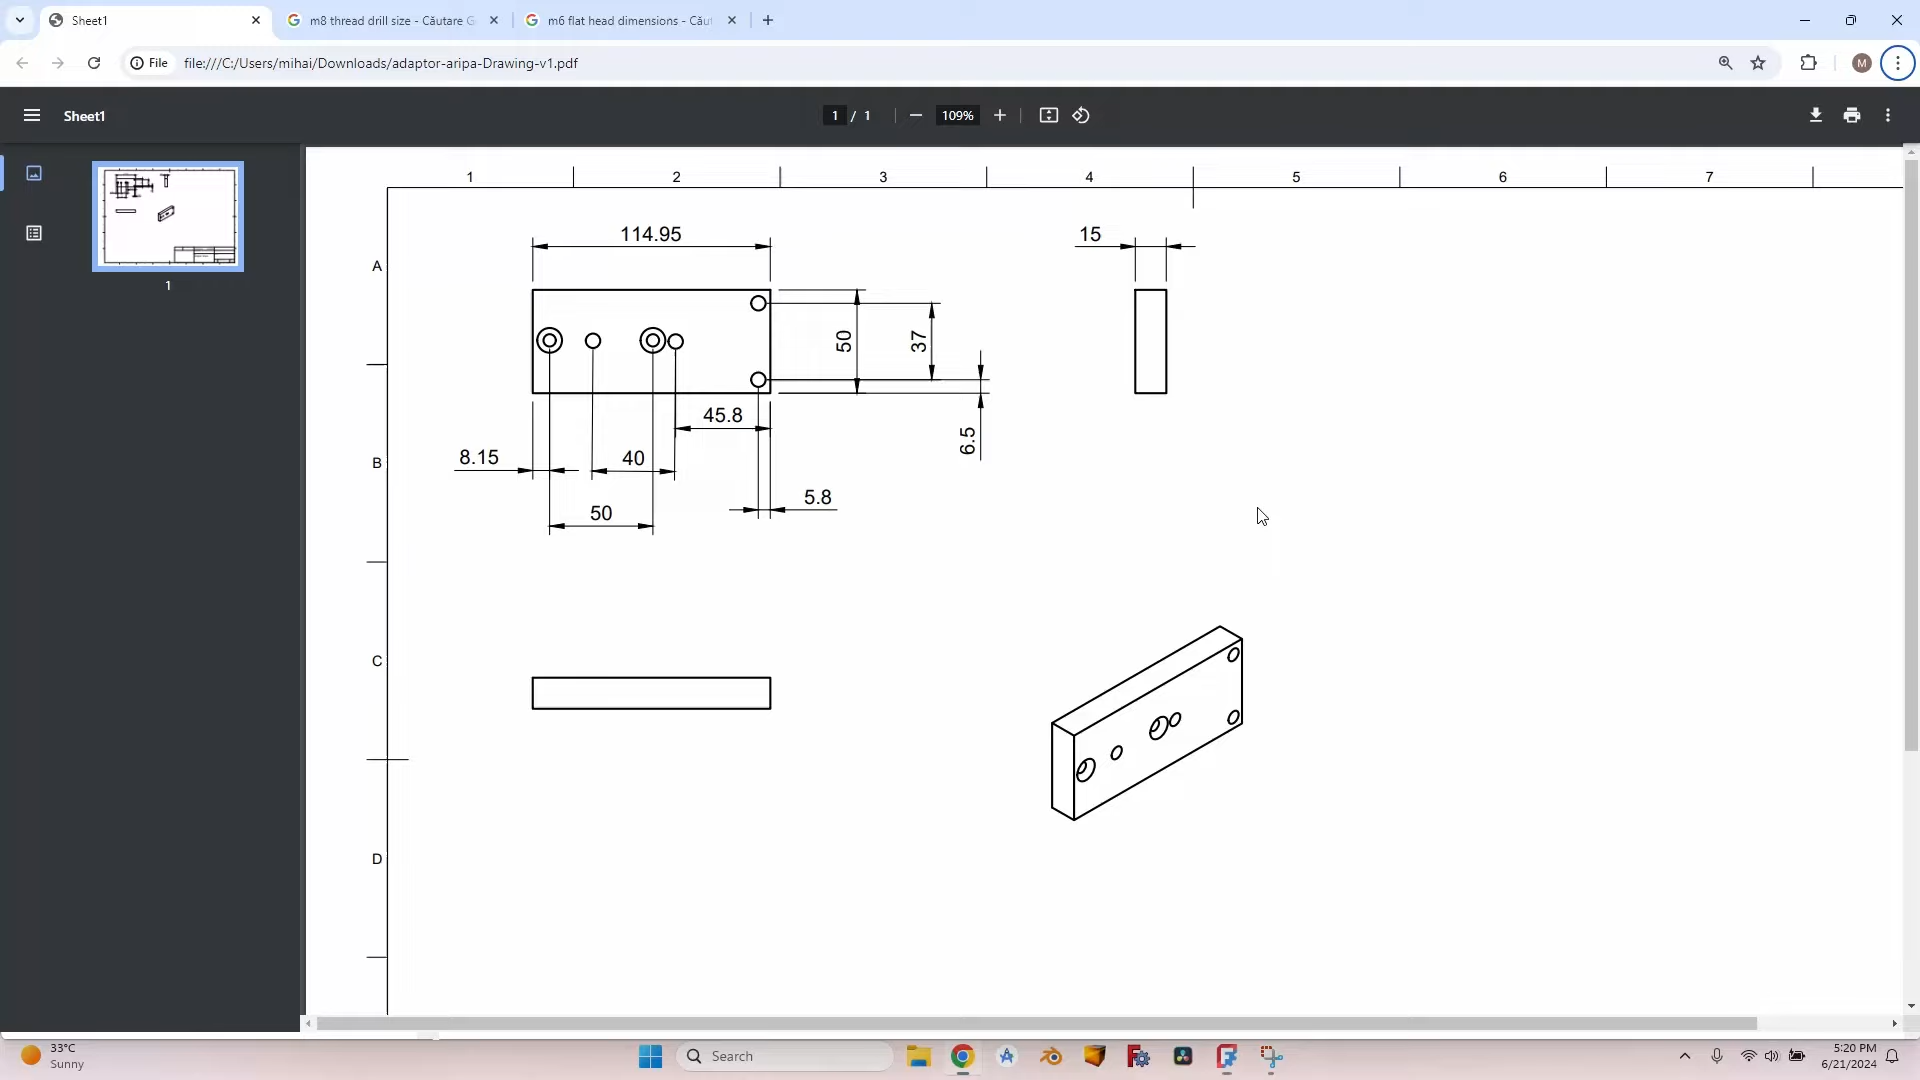 Sheet1
m8 thread drill size - Căutare G
m6 flat head dimensions - Cău
File
file:///C:/Users/mihai/Downloads/adaptor-aripa-Drawing-v1.pdf
M
Sheet1
1 / 1
109%
1
1 2 3 4 5 6 7
A
B
C
D
114.95
15
50
37
6.5
45.8
8.15
40
5.8
50
33°C
Sunny
Search
5:20 PM
6/21/2024